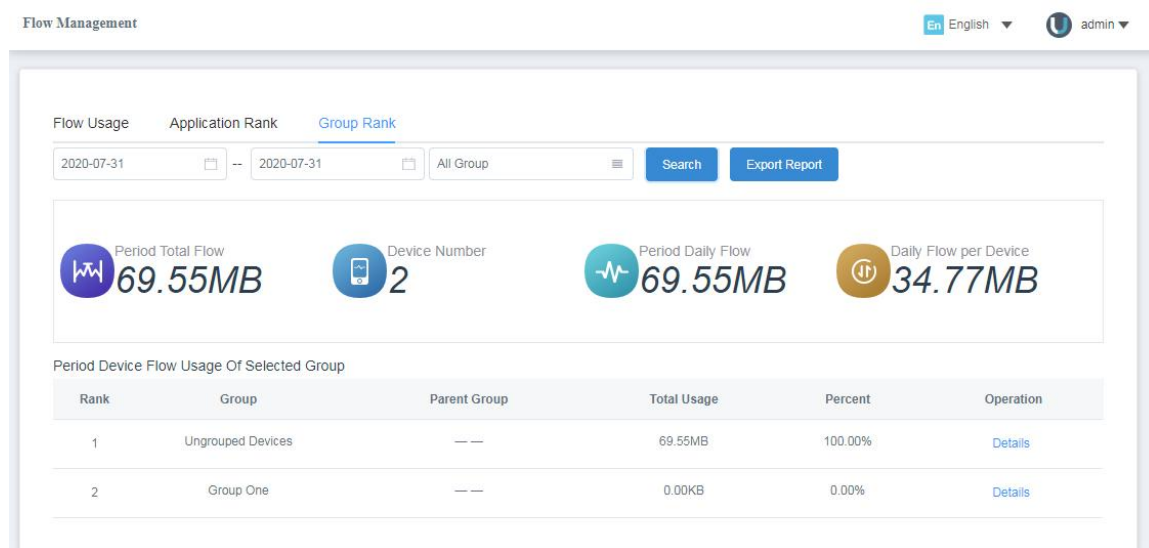 Flow Management
En English admin
Flow Usage Application Rank Group Rank
2020-07-31 -- 2020-07-31 All Group Search Export Report
Period Total Flow Device Number Period Daily Flow Daily Flow per Device
69.55MB 2 69.55MB 34.77MB
Period Device Flow Usage Of Selected Group
Rank Group Parent Group Total Usage Percent Operation
1 Ungrouped Devices — — 69.55MB 100.00% Details
2 Group One — — 0.00KB 0.00% Details